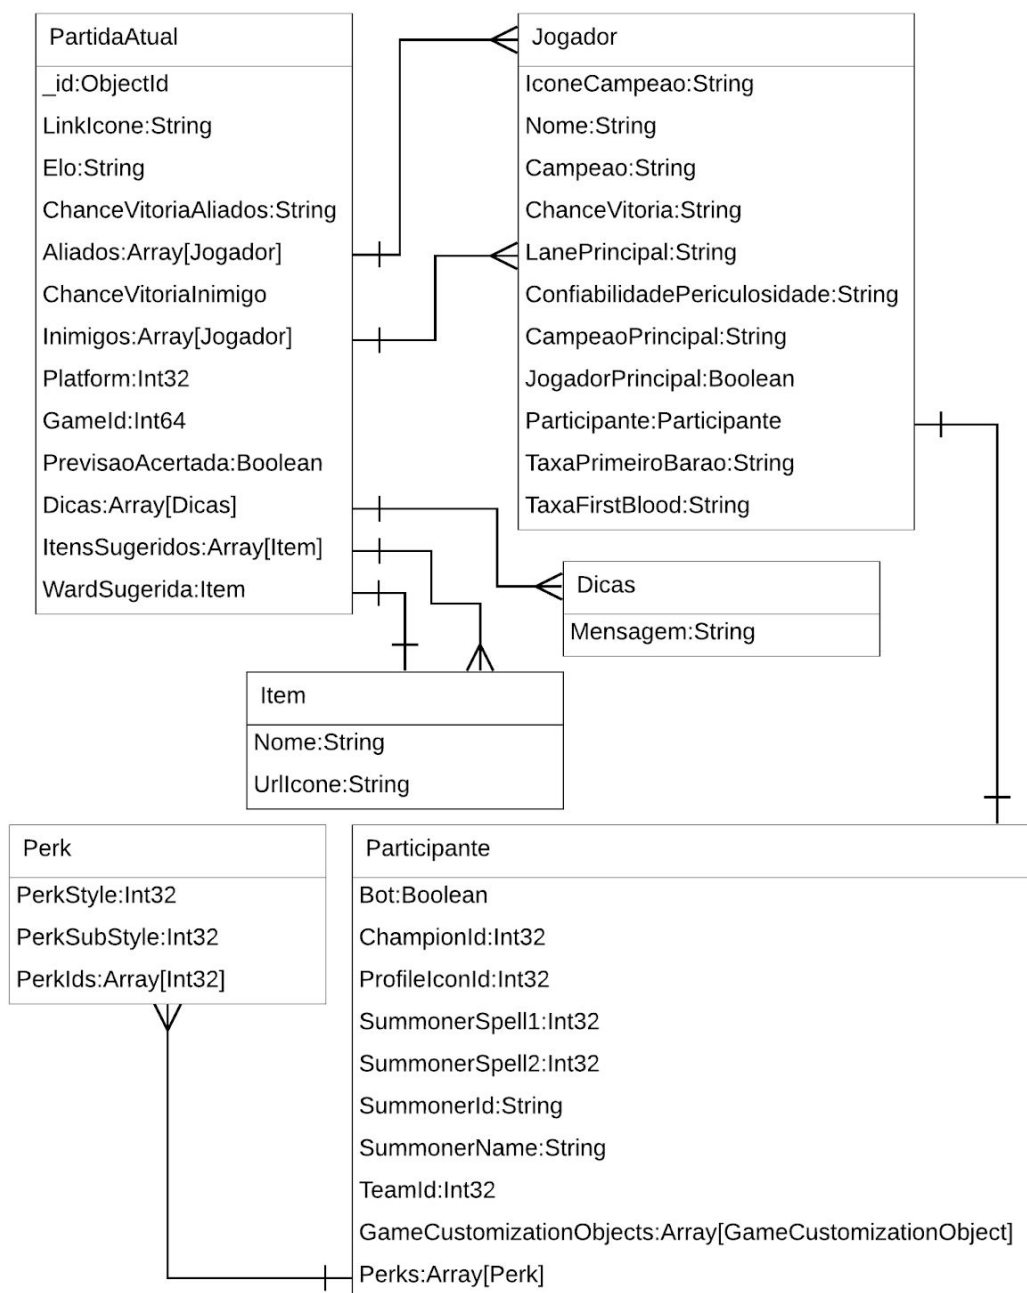 PartidaAtual
_id:ObjectId
LinkIcone:String
Elo:String
ChanceVitoriaAliados:String
Aliados:Array[Jogador]
ChanceVitoriaInimigo
Inimigos:Array[Jogador]
Platform:Int32
GameId:Int64
PrevisaoAcertada:Boolean
Dicas:Array[Dicas]
ItensSugeridos:Array[Item]
WardSugerida:Item
Jogador
IconeCampeao:String
Nome:String
Campeao:String
ChanceVitoria:String
LanePrincipal:String
ConfiabilidadePericulosidade:String
CampeaoPrincipal:String
JogadorPrincipal:Boolean
Participante:Participante
TaxaPrimeiroBarao:String
TaxaFirstBlood:String
Dicas
Mensagem:String
Item
Nome:String
UrlIcone:String
Perk
PerkStyle:Int32
PerkSubStyle:Int32
PerkIds:Array[Int32]
Participante
Bot:Boolean
ChampionId:Int32
ProfileIconId:Int32
SummonerSpell1:Int32
SummonerSpell2:Int32
SummonerId:String
SummonerName:String
TeamId:Int32
GameCustomizationObjects:Array[GameCustomizationObject]
Perks:Array[Perk]